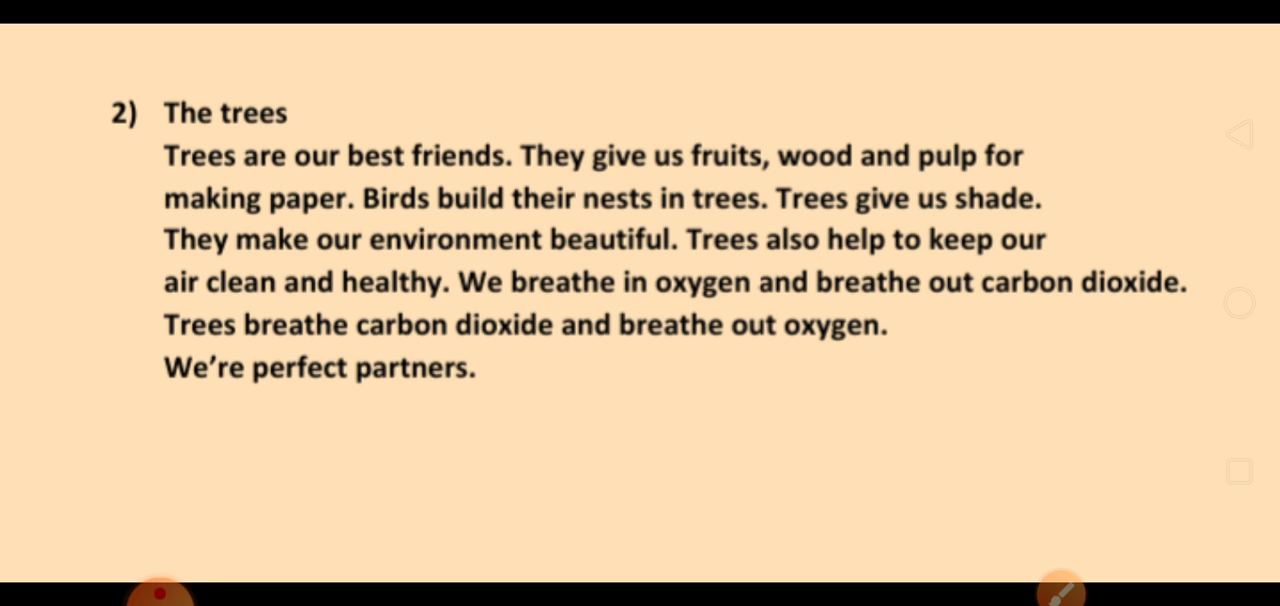 2) The trees
Trees are our best friends. They give us fruits, wood and pulp for
making paper. Birds build their nests in trees. Trees give us shade.
They make our environment beautiful. Trees also help to keep our
air clean and healthy. We breathe in oxygen and breathe out carbon dioxide.
Trees breathe carbon dioxide and breathe out oxygen.
We’re perfect partners.